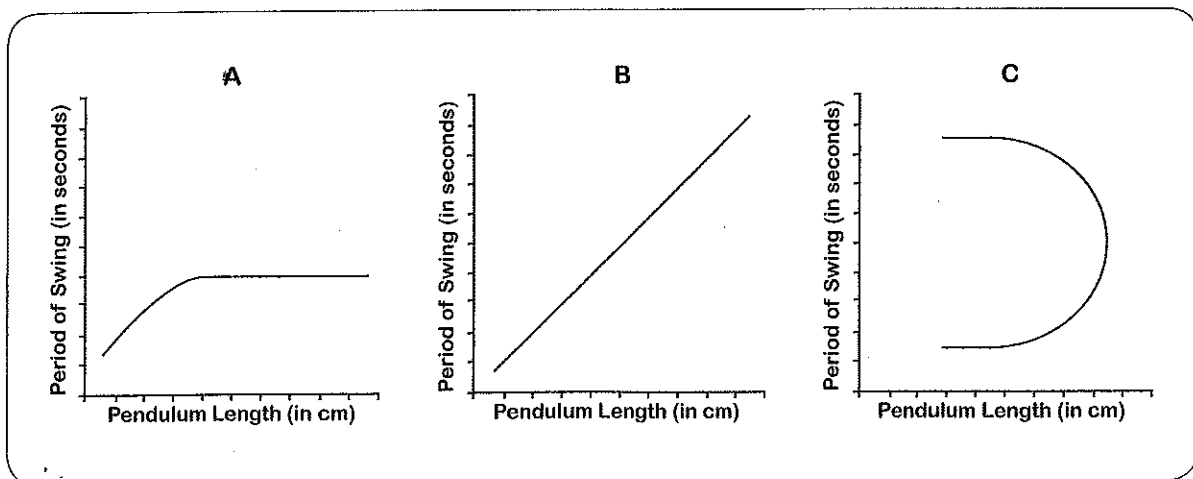 A
B
C
Period of Swing (in seconds)
Pendulum Length (in cm)
Period of Swing (in seconds)
Pendulum Length (in cm)
Period of Swing (in seconds)
Pendulum Length (in cm)